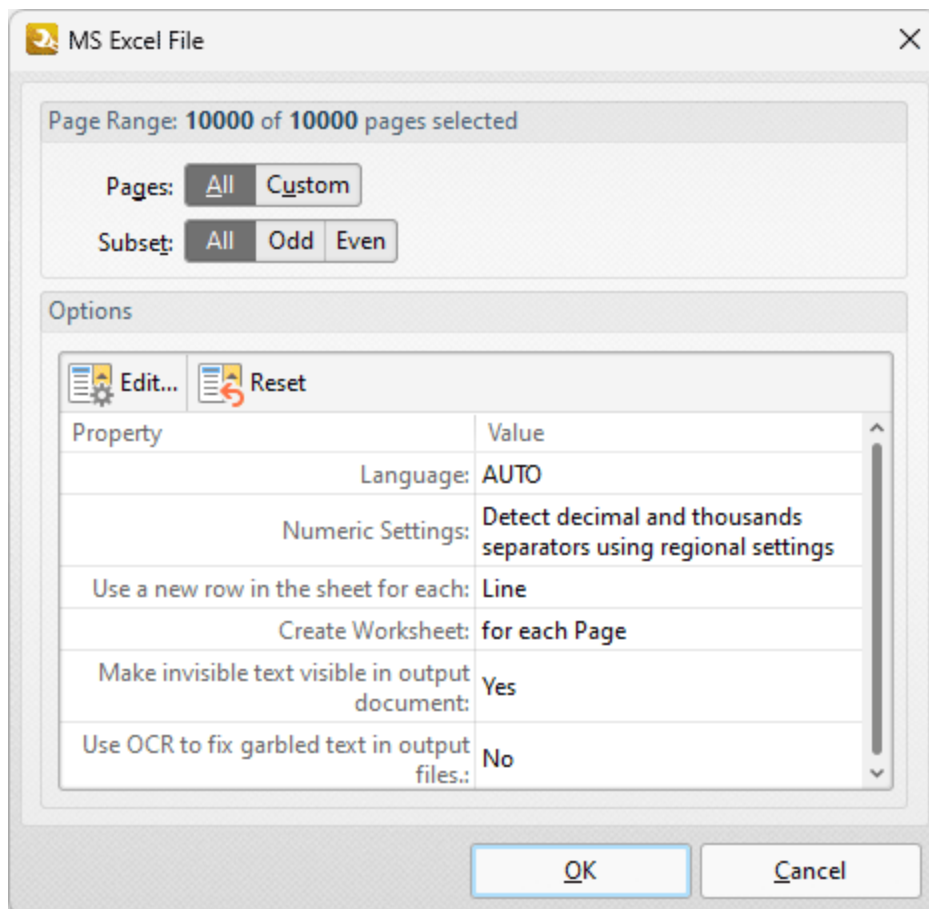 MS Excel File
Page Range: 10000 of 10000 pages selected
Pages: All Custom
Subset: All Odd Even
Options
Edit... Reset
Property Value
Language: AUTO
Numeric Settings: Detect decimal and thousands
separators using regional settings
Use a new row in the sheet for each: Line
Create Worksheet: for each Page
Make invisible text visible in output
document: Yes
Use OCR to fix garbled text in output
files.: No
OK Cancel